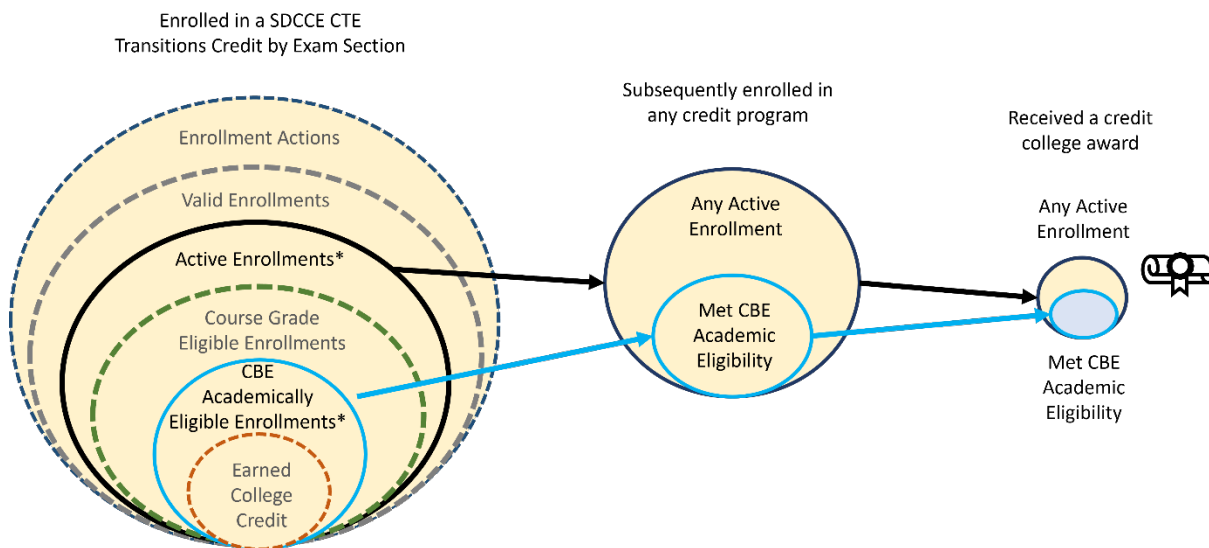 Enrolled in a SDCCE CTE
Transitions Credit by Exam Section
Enrollment Actions
Valid Enrollments
Active Enrollments*
Course Grade
Eligible Enrollments
CBE
Academically
Eligible Enrollments*
Earned
College
Credit
Subsequently enrolled in
any credit program
Any Active
Enrollment
Met CBE
Academic
Eligibility
Received a credit
college award
Any Active
Enrollment
Met CBE
Academic
Eligibility